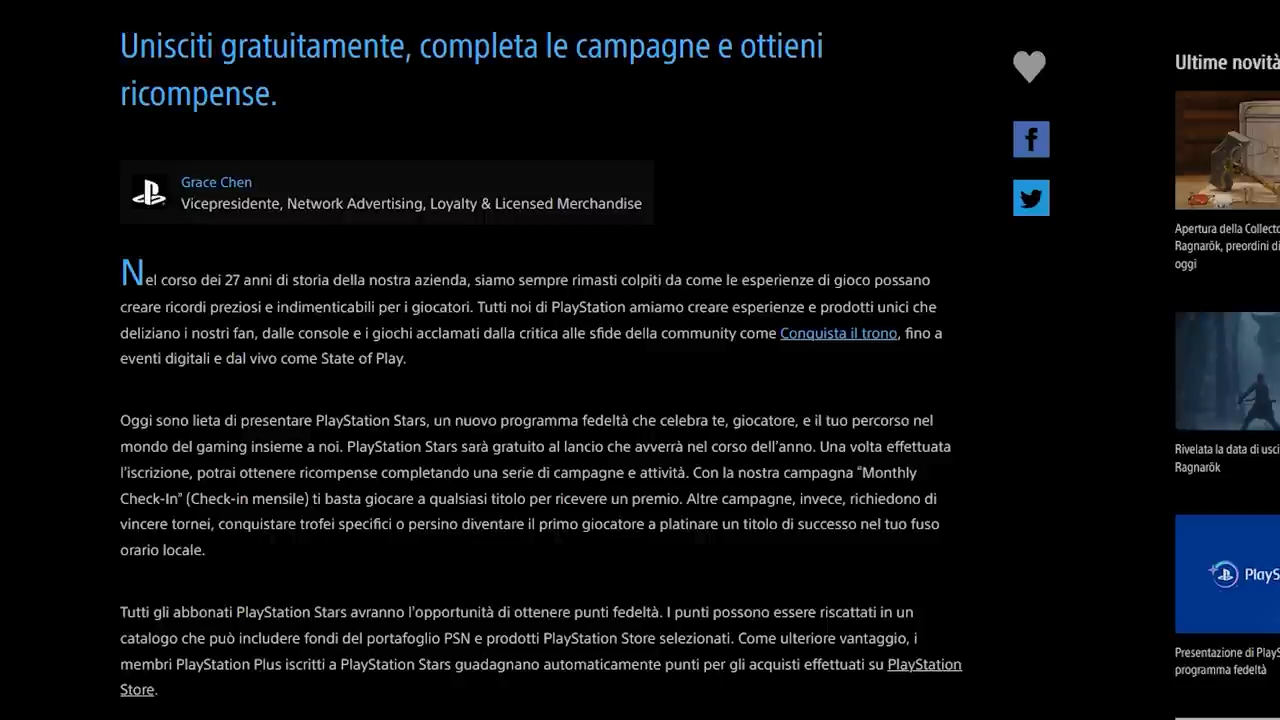 Unisciti gratuitamente, completa le campagne e ottieni
ricompense.
Grace Chen
Vicepresidente, Network Advertising, Loyalty & Licensed Merchandise
Nel corso dei 27 anni di storia della nostra azienda, siamo sempre rimasti colpiti da come le esperienze di gioco possano
creare ricordi preziosi e indimenticabili per i giocatori. Tutti noi di PlayStation amiamo creare esperienze e prodotti unici che
deliziano i nostri fan, dalle console e i giochi acclamati dalla critica alle sfide della community come Conquista il trono, fino a
eventi digitali e dal vivo come State of Play.
Oggi sono lieta di presentare PlayStation Stars, un nuovo programma fedeltà che celebra te, giocatore, e il tuo percorso nel
mondo del gaming insieme a noi. PlayStation Stars sarà gratuito al lancio che avverrà nel corso dell’anno. Una volta effettuata
l’iscrizione, potrai ottenere ricompense completando una serie di campagne e attività. Con la nostra campagna “Monthly
Check-In” (Check-in mensile) ti basta giocare a qualsiasi titolo per ricevere un premio. Altre campagne, invece, richiedono di
vincere tornei, conquistare trofei specifici o persino diventare il primo giocatore a platinare un titolo di successo nel tuo fuso
orario locale.
Tutti gli abbonati PlayStation Stars avranno l’opportunità di ottenere punti fedeltà. I punti possono essere riscattati in un
catalogo che può includere fondi del portafoglio PSN e prodotti PlayStation Store selezionati. Come ulteriore vantaggio, i
membri PlayStation Plus iscritti a PlayStation Stars guadagnano automaticamente punti per gli acquisti effettuati su PlayStation
Store.
Ultime novità
Apertura della Collecto
Ragnarök, preordini di
oggi
Rivelata la data di usci
Ragnarök
PlayS
Presentazione di PlayS
programma fedeltà